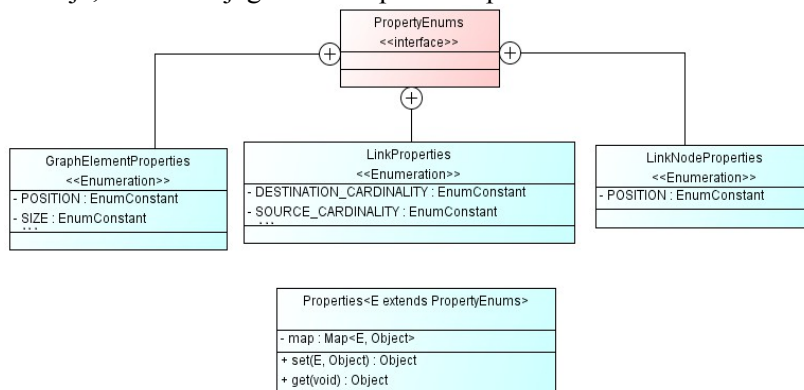 PropertyEnums
<<interface>>
GraphElementProperties
<<Enumeration>>
- POSITION : EnumConstant
- SIZE : EnumConstant
...
LinkProperties
<<Enumeration>>
- DESTINATION_CARDINALITY : EnumConstant
- SOURCE_CARDINALITY : EnumConstant
...
LinkNodeProperties
<<Enumeration>>
- POSITION : EnumConstant
Properties<E extends PropertyEnums>
- map : Map<E, Object>
+ set(E, Object) : Object
+ get(void) : Object